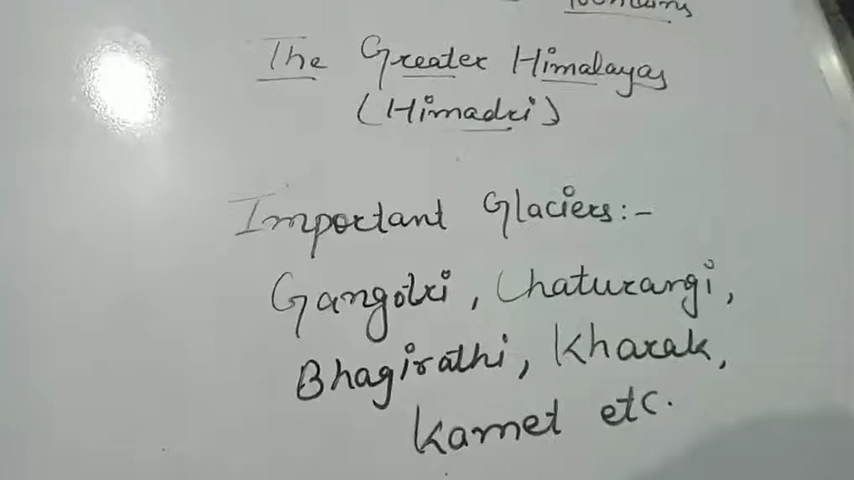 The Greater Himalayas
(Himadri)
Important Glaciers:-
Gangotri, Chaturangi,
Bhagirathi, Kharak,
Kamet etc.